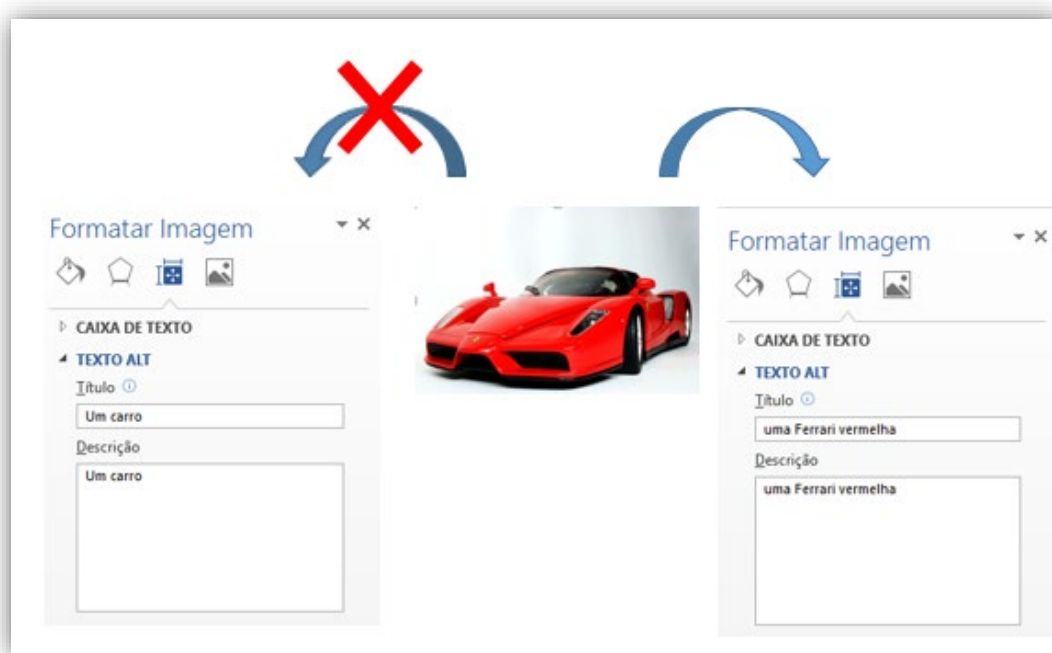 Formatar Imagem
CAIXA DE TEXTO
TEXTO ALT
Título
Um carro
Descrição
Um carro
Formatar Imagem
CAIXA DE TEXTO
TEXTO ALT
Título
uma Ferrari vermelha
Descrição
uma Ferrari vermelha